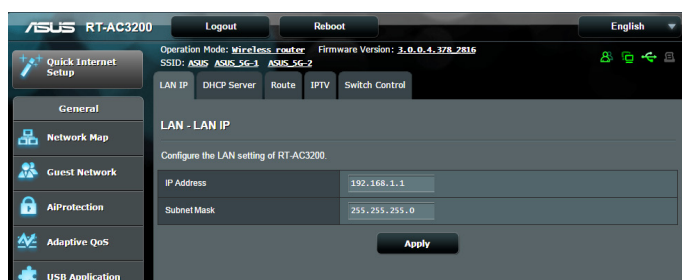 ASUS RT-AC3200 Logout Reboot English
Operation Mode: Wireless router Firmware Version: 3.0.0.4.378_2816
SSID: ASUS ASUS_5G-1 ASUS_5G-2
Quick Internet
Setup
LAN IP DHCP Server Route IPTV Switch Control
General
LAN - LAN IP
Network Map
Configure the LAN setting of RT-AC3200.
Guest Network
IP Address 192.168.1.1
AiProtection
Subnet Mask 255.255.255.0
Adaptive QoS
Apply
USB Application